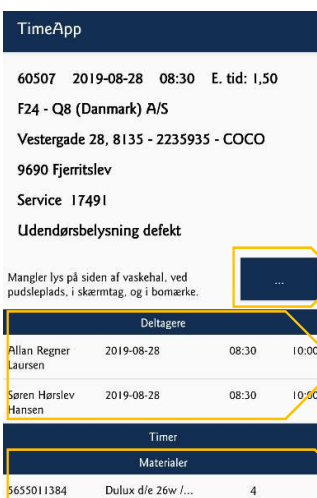 TimeApp
60507 2019-08-28 08:30 E. tid: 1,50
F24 - Q8 (Danmark) A/S
Vestergade 28, 8135 - 2235935 - COCO
9690 Fjerritslev
Service 17491
Udendørsbelysning defekt
Mangler lys på siden af vaskehal, ved
pudsleplads, i skærmtag, og i bomærke.
...
Deltagere
Allan Regner 2019-08-28 08:30 10:00
Laursen
Søren Hørslev 2019-08-28 08:30 10:00
Hansen
Timer
Materialer
5655011384 Dulux d/e 26w /... 4